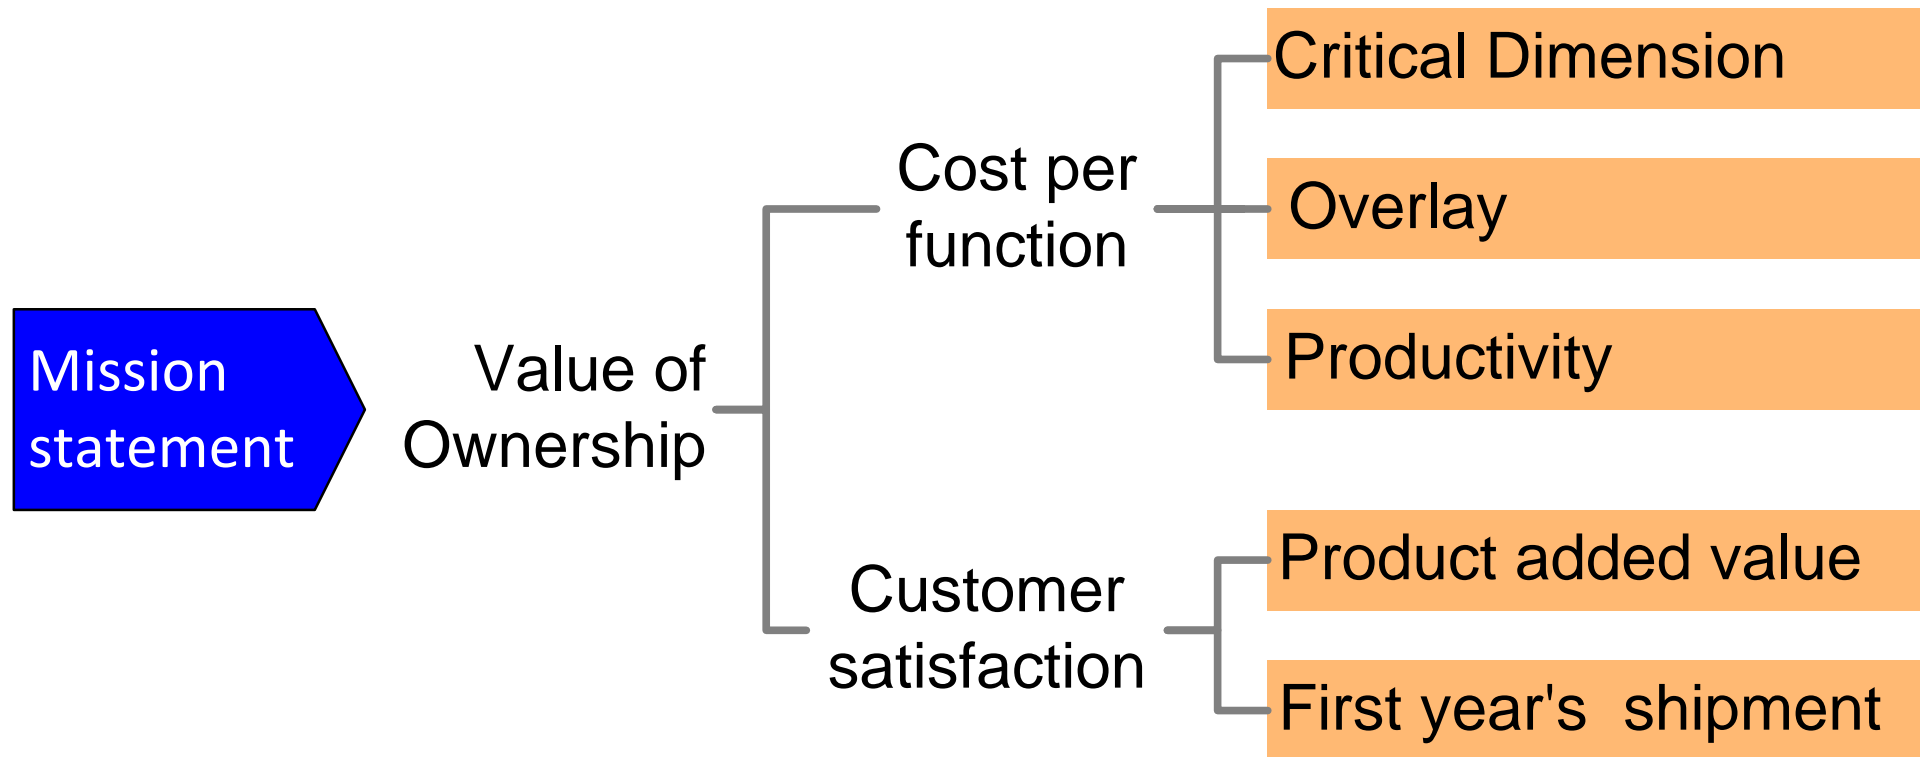 Mission
statement
Value of
Ownership
Cost per
function
Customer
satisfaction
Critical Dimension
Overlay
Productivity
Product added value
First year's  shipment